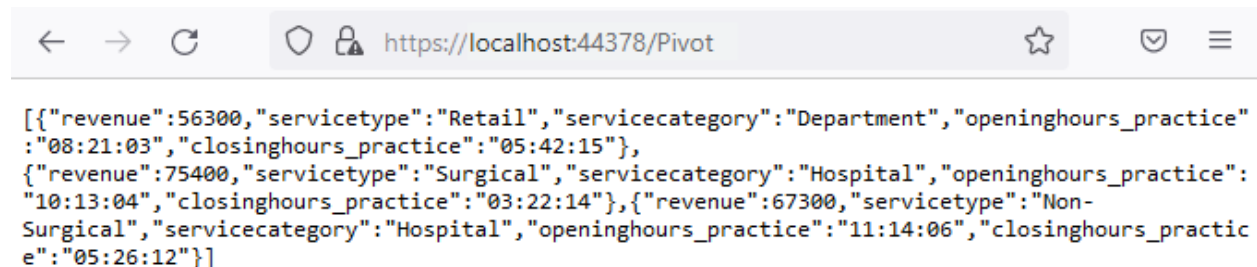 https://localhost:44378/Pivot
[{"revenue":56300,"servicetype":"Retail","servicecategory":"Department","openinghours_practice"
:"08:21:03","closinghours_practice":"05:42:15"},
{"revenue":75400,"servicetype":"Surgical","servicecategory":"Hospital","openinghours_practice":
"10:13:04","closinghours_practice":"03:22:14"},{"revenue":67300,"servicetype":"Non-
Surgical","servicecategory":"Hospital","openinghours_practice":"11:14:06","closinghours_practic
e":"05:26:12"}]